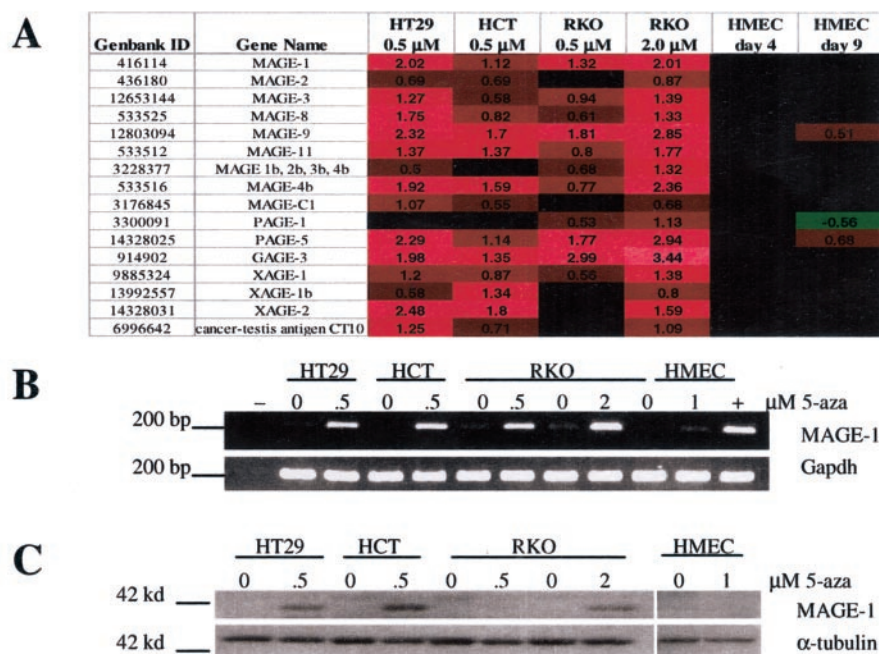 A
HT29 HCT RKO RKO HMEC HMEC
Genbank ID Gene Name 0.5 µM 0.5 µM 0.5 µM 2.0 µM day 4 day 9
416114 MAGE-1 2.02 1.12 1.32 2.01
436180 MAGE-2 0.69 0.69 0.87
12653144 MAGE-3 1.27 0.58 0.94 1.39
533525 MAGE-8 1.75 0.82 0.61 1.33
12803094 MAGE-9 2.32 1.7 1.81 2.85 0.51
533512 MAGE-11 1.37 1.37 0.8 1.77
3228377 MAGE 1b, 2b, 3b, 4b 0.5 0.68 1.32
533516 MAGE-4b 1.92 1.59 0.77 2.36
3176845 MAGE-C1 1.07 0.55 0.68
3300091 PAGE-1 0.53 1.13 -0.56
14328025 PAGE-5 2.29 1.14 1.77 2.94 0.68
914902 GAGE-3 1.98 1.35 2.99 3.44
9885324 XAGE-1 1.2 0.87 0.56 1.38
13992557 XAGE-1b 0.58 1.34 0.8
14328031 XAGE-2 2.48 1.8 1.59
6996642 cancer-testis antigen CT10 1.25 0.71 1.09
B
HT29 HCT RKO HMEC
– 0 .5 0 .5 0 .5 0 2 0 1 + µM 5-aza
200 bp
MAGE-1
200 bp
Gapdh
C
HT29 HCT RKO HMEC
0 .5 0 .5 0 .5 0 2 0 1 µM 5-aza
42 kd
MAGE-1
42 kd
α-tubulin